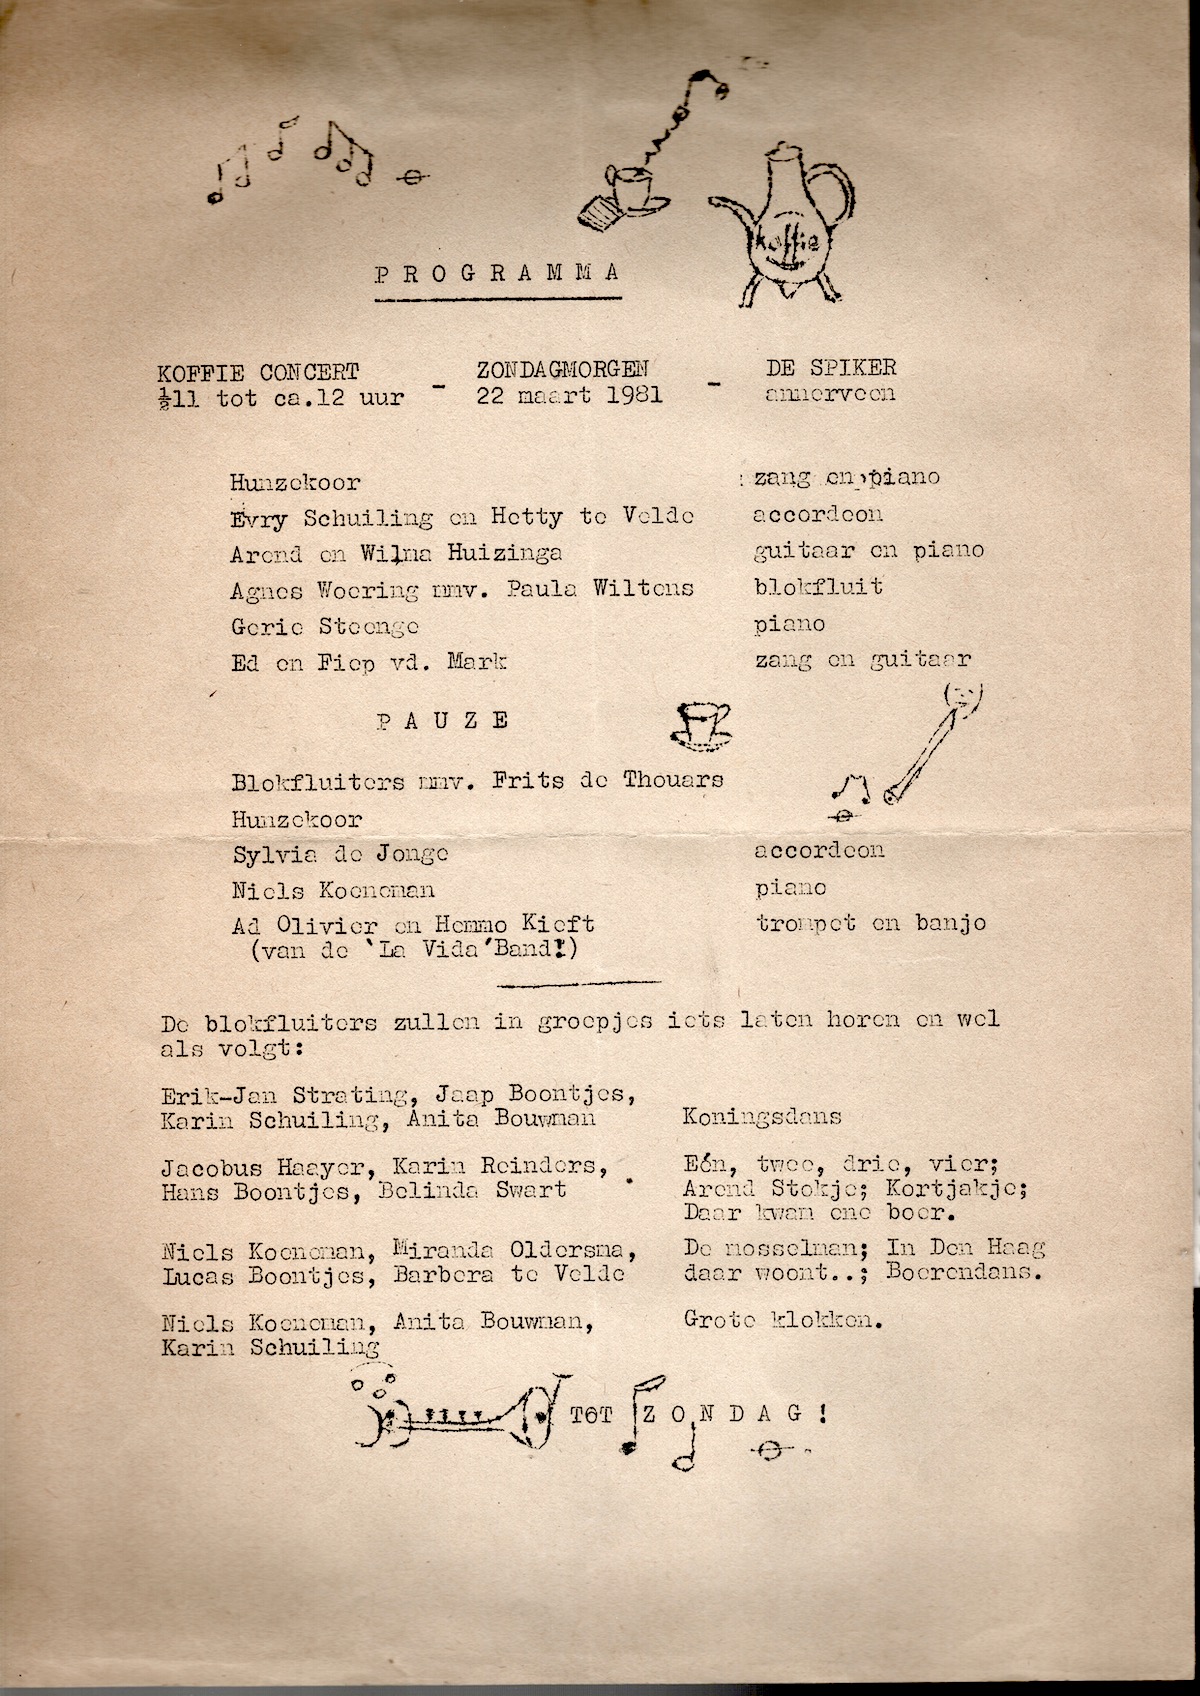 koffie
PROGRAMMA
KOFFIE CONCERT - ZONDAGMORGEN - DE SPIKER
½11 tot ca.12 uur 22 maart 1981 annerveen
Hunzekoor : zang en piano
Evry Schuiling en Hetty te Velde accordeon
Arend en Wilma Huizinga guitaar en piano
Agnes Woering mmv. Paula Wiltens blokfluit
Gerie Steenge piano
Ed en Fiep vd. Mark zang en guitaar
PAUZE
Blokfluiters mmv. Frits de Thouars
Hunzekoor
Sylvia de Jonge accordeon
Niels Koeneman piano
Ad Olivier en Hemmo Kieft trompet en banjo
(van de 'La Vida' Band!)
De blokfluiters zullen in groepjes iets laten horen en wel
als volgt:
Erik-Jan Strating, Jaap Boontjes,
Karin Schuiling, Anita Bouwman Koningsdans
Jacobus Haayer, Karin Reinders, Eén, twee, drie, vier;
Hans Boontjes, Belinda Swart Arend Stokje; Kortjakje;
Daar kwam ene boer.
Niels Koeneman, Miranda Oldersma, De mosselman; In Den Haag
Lucas Boontjes, Barbera te Velde daar woont..; Boerendans.
Niels Koeneman, Anita Bouwman, Grote klokken.
Karin Schuiling
TOT ZONDAG!